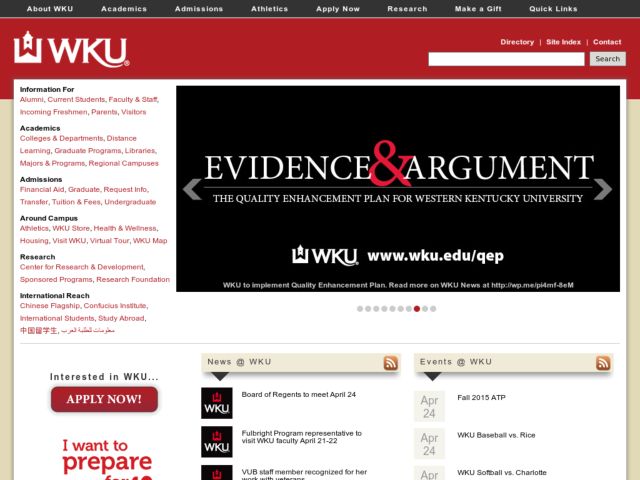 About WKU Academics Admissions Athletics Apply Now Research Make a Gift Quick Links
WKU®
Directory | Site Index | Contact
Search
Information For
Alumni, Current Students, Faculty & Staff,
Incoming Freshmen, Parents, Visitors
Academics
Colleges & Departments, Distance
Learning, Graduate Programs, Libraries,
Majors & Programs, Regional Campuses
Admissions
Financial Aid, Graduate, Request Info,
Transfer, Tuition & Fees, Undergraduate
Around Campus
Athletics, WKU Store, Health & Wellness,
Housing, Visit WKU, Virtual Tour, WKU Map
Research
Center for Research & Development,
Sponsored Programs, Research Foundation
International Reach
Chinese Flagship, Confucius Institute,
International Students, Study Abroad,
中国留学生, معلومات للطلبة العرب
EVIDENCE & ARGUMENT
THE QUALITY ENHANCEMENT PLAN FOR WESTERN KENTUCKY UNIVERSITY
WKU® www.wku.edu/qep
WKU to implement Quality Enhancement Plan. Read more on WKU News at http://wp.me/pi4mf-8eM
Interested in WKU...
APPLY NOW!
I want to
prepare
News @ WKU
WKU
Board of Regents to meet April 24
WKU
Fulbright Program representative to
visit WKU faculty April 21-22
WKU
VUB staff member recognized for her
work with veterans
Events @ WKU
Apr
24
Fall 2015 ATP
Apr
24
WKU Baseball vs. Rice
Apr
24
WKU Softball vs. Charlotte